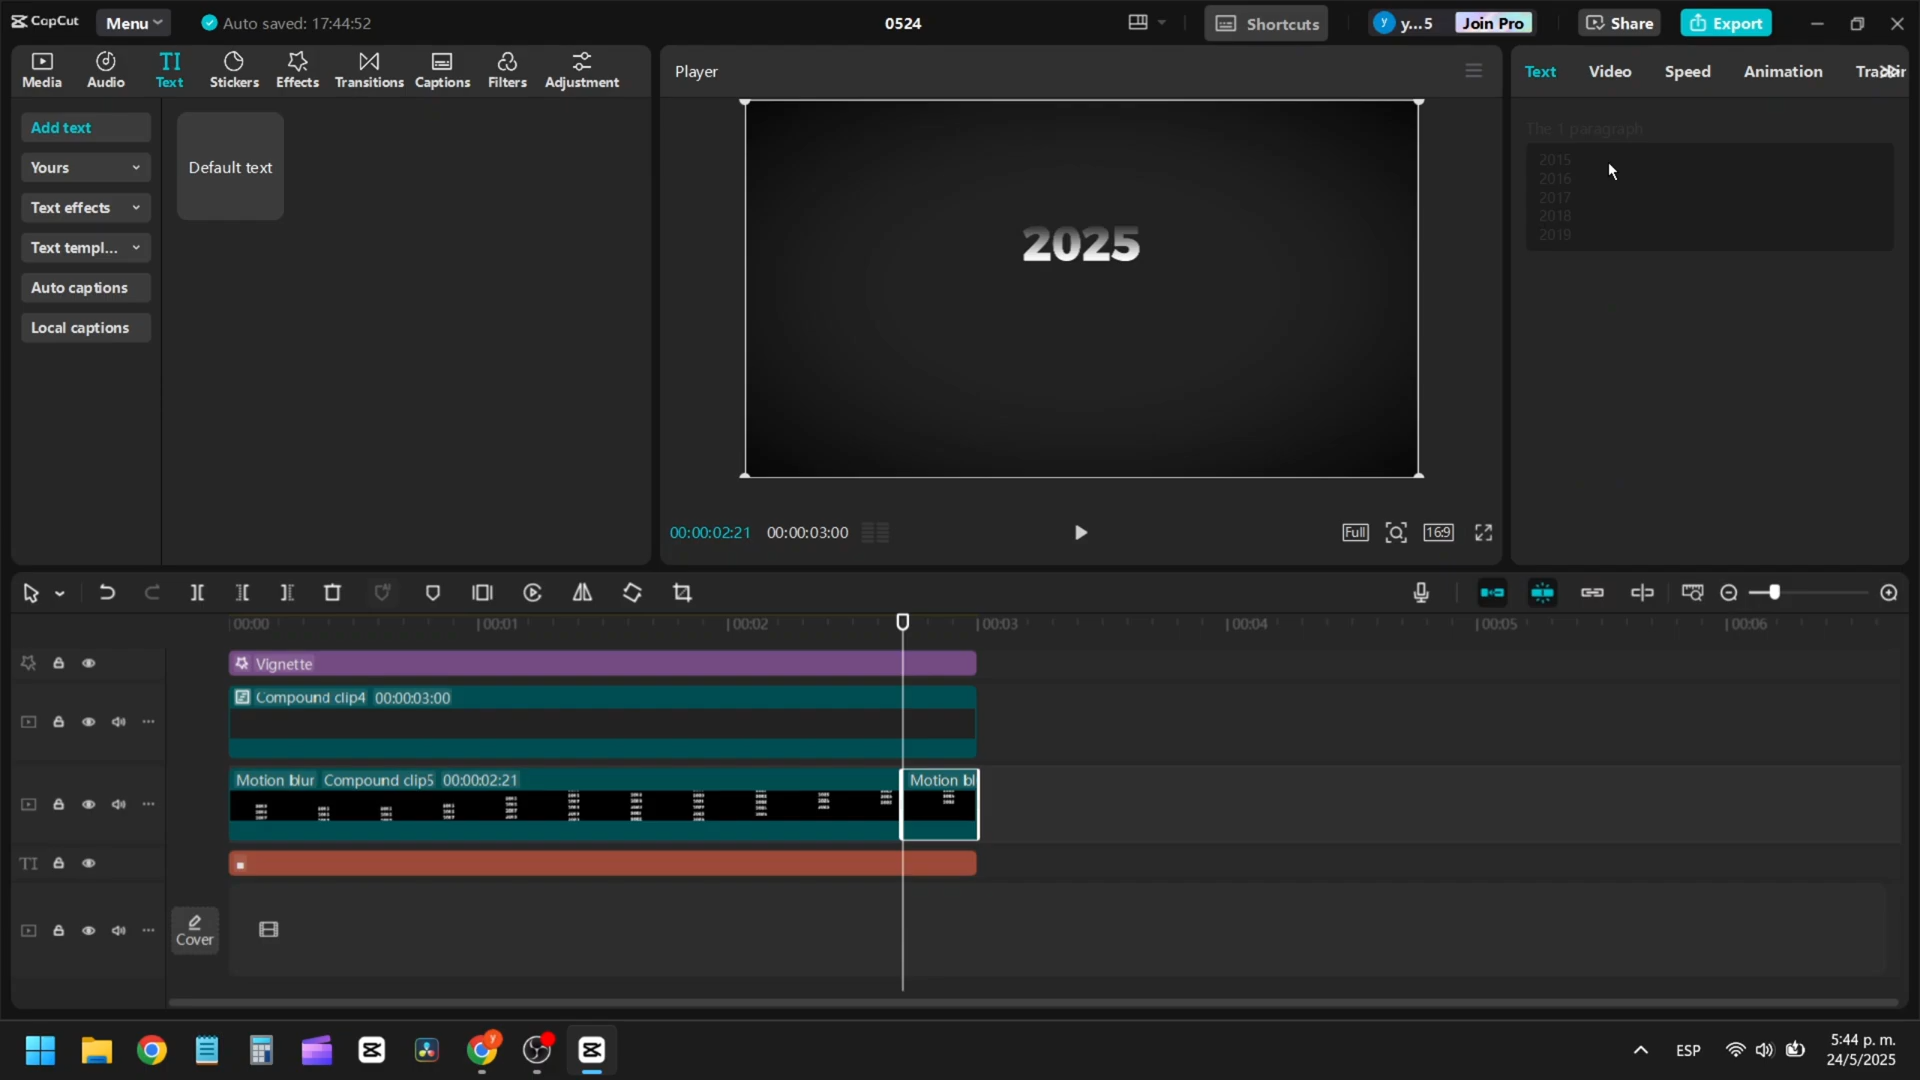 CapCut
Menu
Auto saved: 17:44:52
0524
Shortcuts
y
y...5
Join Pro
Share
Export
Media
Audio
TI
Text
Stickers
Effects
Transitions
Captions
Filters
Adjustment
Player
Text
Video
Speed
Animation
Add text
Yours
Text effects
Text templ...
Auto captions
Local captions
Default text
2025
The 1 paragraph
2015
2016
2017
2018
2019
00:00:02:21
00:00:03:00
Full
16:9
00:00
00:01
00:02
00:03
00:04
00:05
00:06
Vignette
Compound clip4 00:00:03:00
Motion blur Compound clip5 00:00:02:21
Motion bl
TI
Cover
ESP
5:44 p. m.
24/5/2025